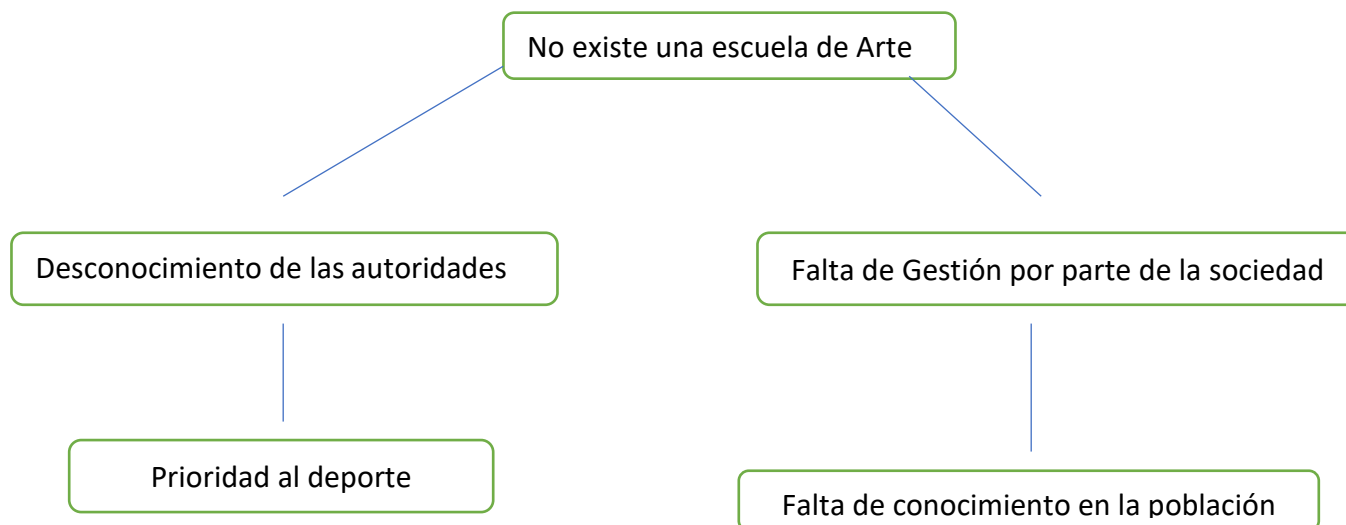 No existe una escuela de Arte
Desconocimiento de las autoridades
Falta de Gestión por parte de la sociedad
Prioridad al deporte
Falta de conocimiento en la población